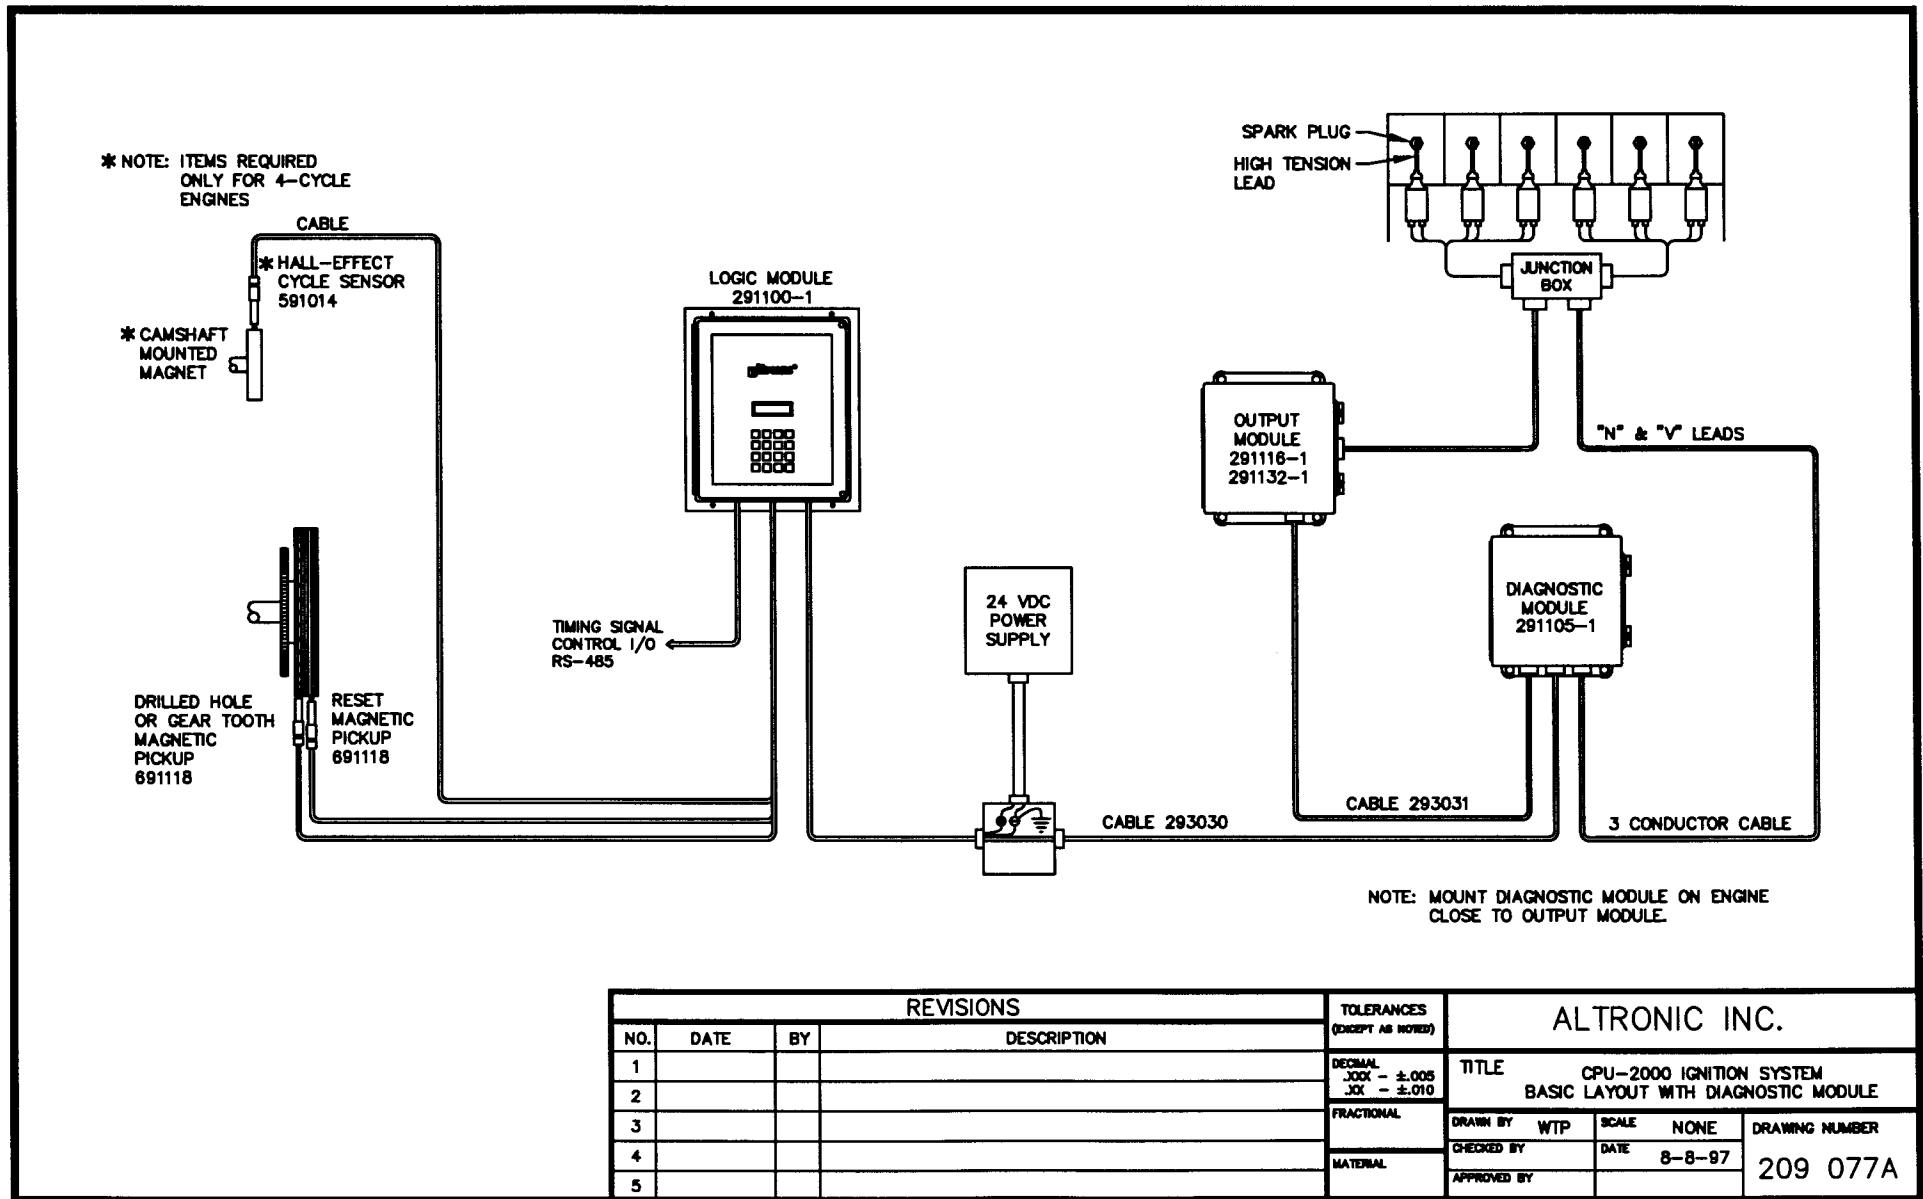 ✱ NOTE: ITEMS REQUIRED
ONLY FOR 4-CYCLE
ENGINES
CABLE
✱ HALL-EFFECT
CYCLE SENSOR
591014
✱ CAMSHAFT
MOUNTED
MAGNET
LOGIC MODULE
291100-1
SPARK PLUG
HIGH TENSION
LEAD
JUNCTION
BOX
OUTPUT
MODULE
291116-1
291132-1
"N" & "V" LEADS
DIAGNOSTIC
MODULE
291105-1
24 VDC
POWER
SUPPLY
TIMING SIGNAL
CONTROL I/O
RS-485
DRILLED HOLE
OR GEAR TOOTH
MAGNETIC
PICKUP
691118
RESET
MAGNETIC
PICKUP
691118
CABLE 293030
CABLE 293031
3 CONDUCTOR CABLE
NOTE: MOUNT DIAGNOSTIC MODULE ON ENGINE
CLOSE TO OUTPUT MODULE.
REVISIONS
NO. DATE BY DESCRIPTION
1
2
3
4
5
TOLERANCES
(EXCEPT AS NOTED)
DECIMAL
.XXX - ±.005
.XX - ±.010
FRACTIONAL
MATERIAL
ALTRONIC INC.
TITLE CPU-2000 IGNITION SYSTEM
BASIC LAYOUT WITH DIAGNOSTIC MODULE
DRAWN BY WTP
SCALE NONE
CHECKED BY
DATE 8-8-97
APPROVED BY
DRAWING NUMBER
209 077A